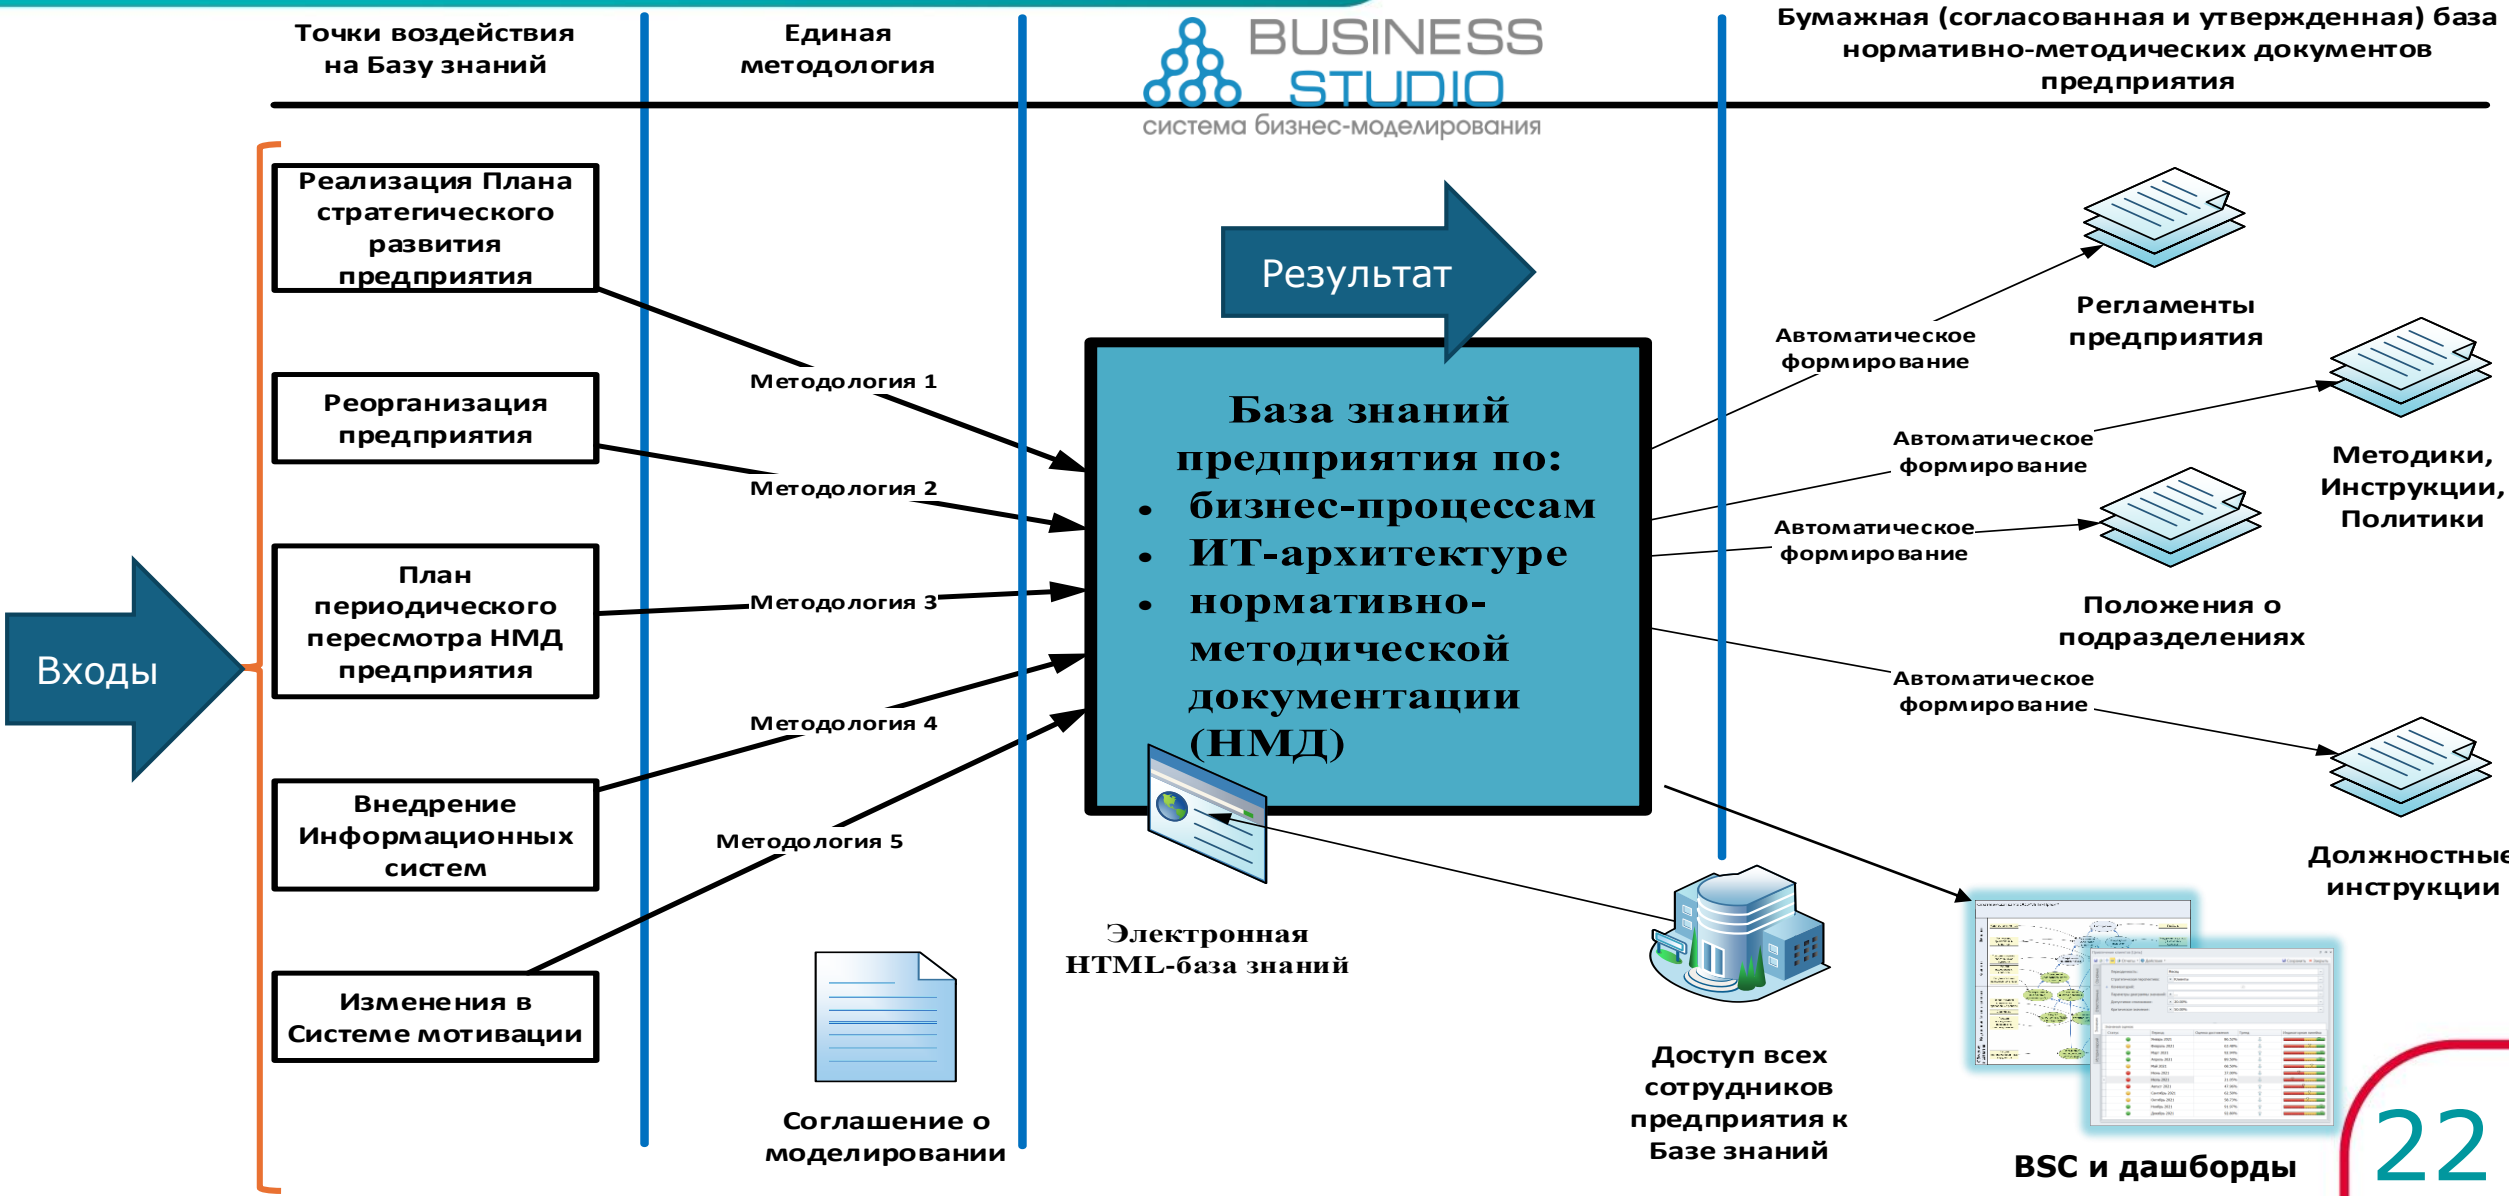 Точки воздействия
на Базу знаний
Единая
методология
BUSINESS
STUDIO
система бизнес-моделирования
Бумажная (согласованная и утвержденная) база
нормативно-методических документов
предприятия
Входы
Реализация Плана
стратегического
развития
предприятия
Реорганизация
предприятия
План
периодического
пересмотра НМД
предприятия
Внедрение
Информационных
систем
Изменения в
Системе мотивации
Методология 1
Методология 2
Методология 3
Методология 4
Методология 5
Соглашение о
моделировании
Результат
База знаний
предприятия по:
• бизнес-процессам
• ИТ-архитектуре
• нормативно-
методической
документации
(НМД)
Электронная
HTML-база знаний
Автоматическое
формирование
Автоматическое
формирование
Автоматическое
формирование
Автоматическое
формирование
Регламенты
предприятия
Методики,
Инструкции,
Политики
Положения о
подразделениях
Должностные
инструкции
Доступ всех
сотрудников
предприятия к
Базе знаний
BSC и дашборды
22